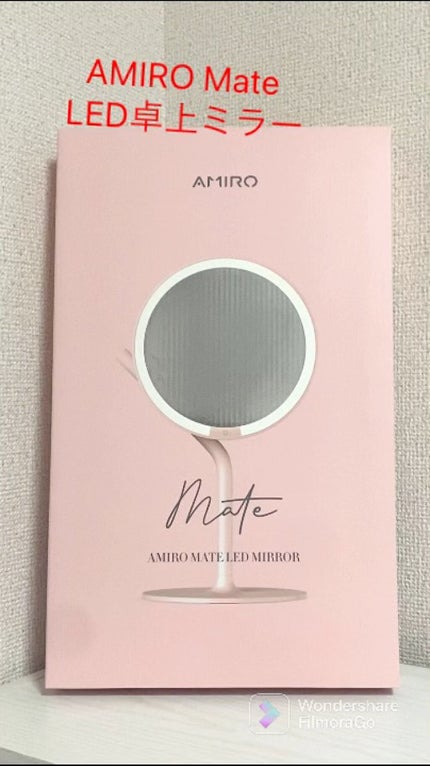 AMIRO Mate
LED卓上ミラー
AMIRO
Mate
AMIRO MATE LED MIRROR
Wondershare
FilmoraGo